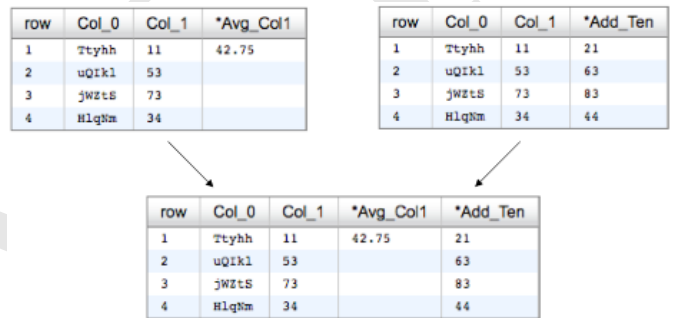 row Col_0 Col_1 *Avg_Col1
1 Ttyhh 11 42.75
2 uQIkl 53
3 jWZtS 73
4 HlqNm 34
row Col_0 Col_1 *Add_Ten
1 Ttyhh 11 21
2 uQIkl 53 63
3 jWZtS 73 83
4 HlqNm 34 44
row Col_0 Col_1 *Avg_Col1 *Add_Ten
1 Ttyhh 11 42.75 21
2 uQIkl 53 63
3 jWZtS 73 83
4 HlqNm 34 44